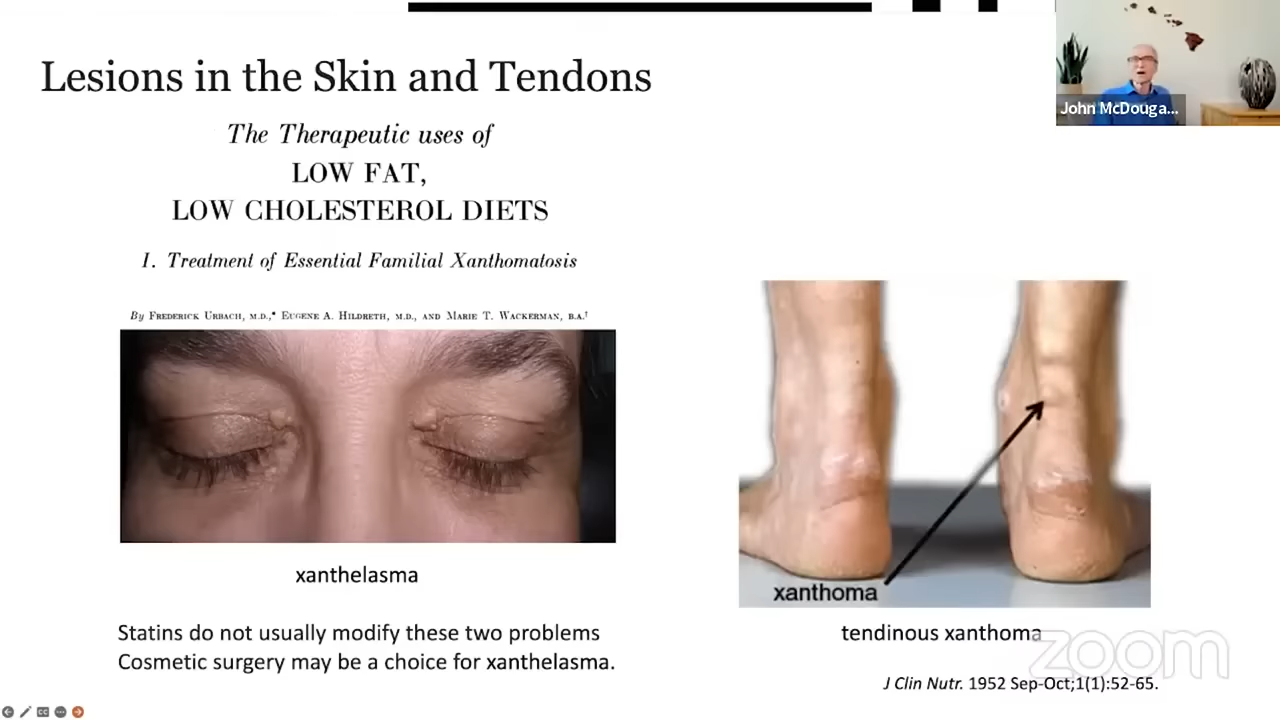 Lesions in the Skin and Tendons
John McDouga...
The Therapeutic uses of
LOW FAT,
LOW CHOLESTEROL DIETS
I. Treatment of Essential Familial Xanthomatosis
By FREDERICK URBACH, M.D.,* EUGENE A. HILDRETH, M.D., AND MARIE T. WACKERMAN, B.A.†
xanthelasma
xanthoma
Statins do not usually modify these two problems
Cosmetic surgery may be a choice for xanthelasma.
tendinous xanthoma
zoom
J Clin Nutr. 1952 Sep-Oct;1(1):52-65.
CC